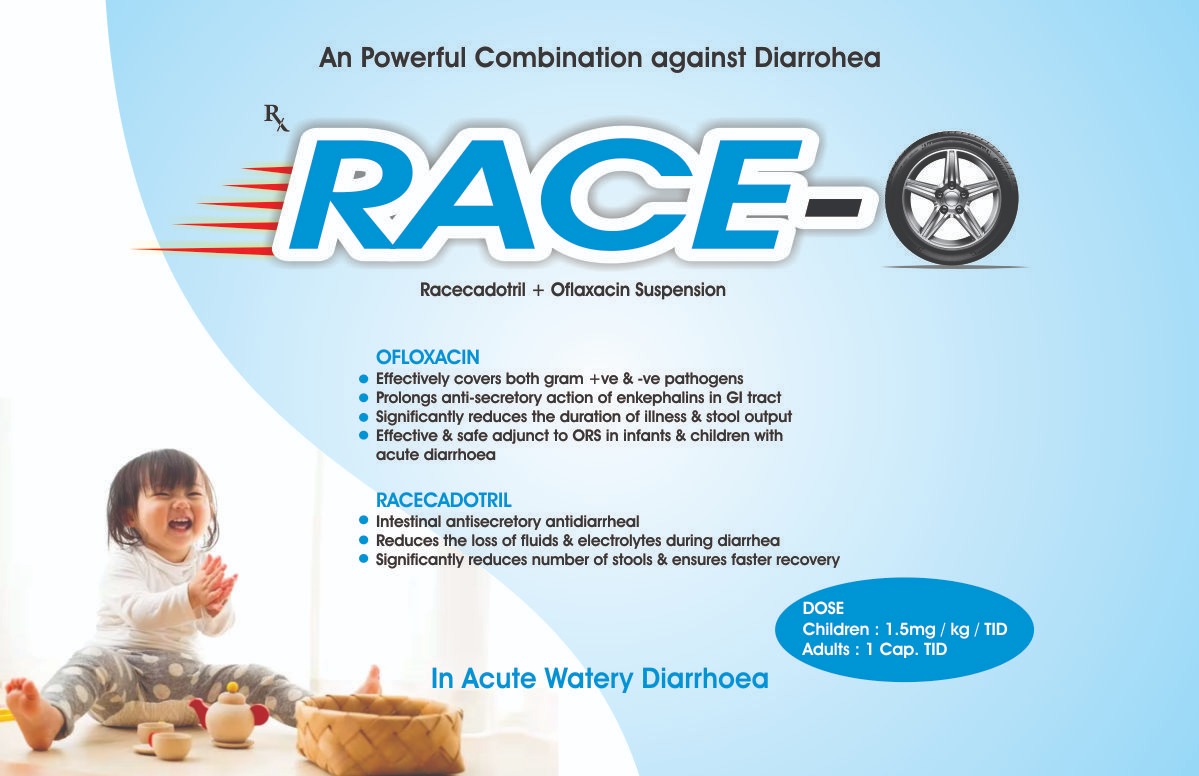 An Powerful Combination against Diarrohea
Rx
RACE-
Racecadotril + Oflaxacin Suspension
OFLOXACIN
Effectively covers both gram +ve & -ve pathogens
Prolongs anti-secretory action of enkephalins in GI tract
Significantly reduces the duration of illness & stool output
Effective & safe adjunct to ORS in infants & children with
acute diarrhoea
RACECADOTRIL
Intestinal antisecretory antidiarrheal
Reduces the loss of fluids & electrolytes during diarrhea
Significantly reduces number of stools & ensures faster recovery
DOSE
Children : 1.5mg / kg / TID
Adults : 1 Cap. TID
In Acute Watery Diarrhoea